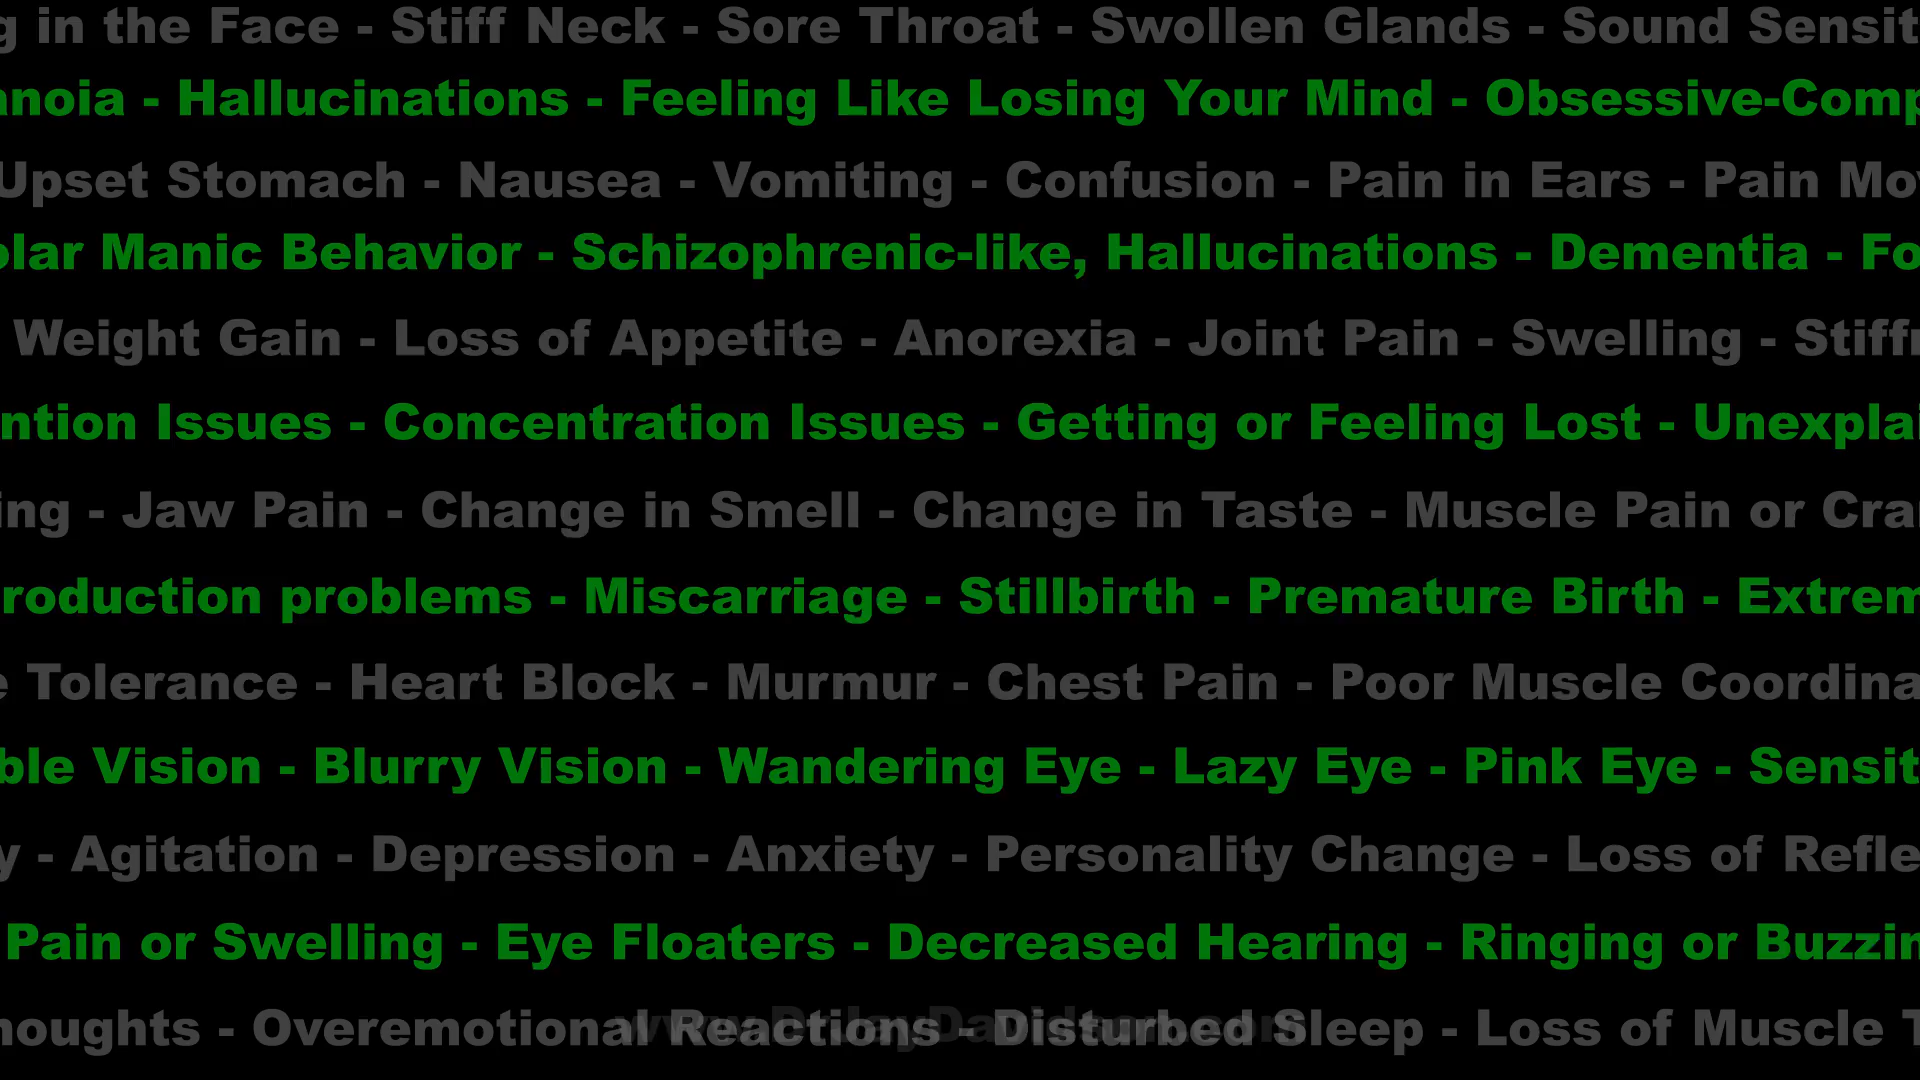 g in the Face - Stiff Neck - Sore Throat - Swollen Glands - Sound Sensit
anoia - Hallucinations - Feeling Like Losing Your Mind - Obsessive-Comp
Upset Stomach - Nausea - Vomiting - Confusion - Pain in Ears - Pain Mov
olar Manic Behavior - Schizophrenic-like, Hallucinations - Dementia - Fo
Weight Gain - Loss of Appetite - Anorexia - Joint Pain - Swelling - Stiffn
ntion Issues - Concentration Issues - Getting or Feeling Lost - Unexplai
ing - Jaw Pain - Change in Smell - Change in Taste - Muscle Pain or Cra
roduction problems - Miscarriage - Stillbirth - Premature Birth - Extrem
e Tolerance - Heart Block - Murmur - Chest Pain - Poor Muscle Coordina
ble Vision - Blurry Vision - Wandering Eye - Lazy Eye - Pink Eye - Sensit
y - Agitation - Depression - Anxiety - Personality Change - Loss of Refle
Pain or Swelling - Eye Floaters - Decreased Hearing - Ringing or Buzzin
houghts - Overemotional Reactions - Disturbed Sleep - Loss of Muscle T
www.DrJayDavidson.com